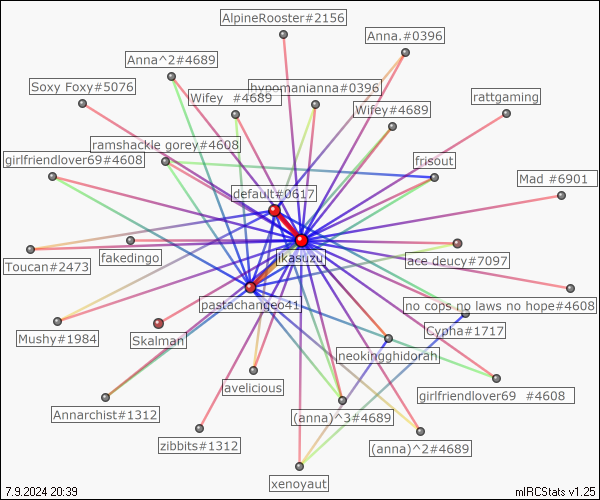 AlpineRooster#2156
Anna.#0396
Anna^2#4689
Soxy Foxy#5076
Wifey  #4689
hypomanianna#0396
rattgaming
Wifey#4689
ramshackle gorey#4608
girlfriendlover69#4608
frisout
Mad #6901
default#0617
jkasuzu
Toucan#2473
fakedingo
ace deucy#7097
pastachangeo41
no cops no laws no hope#4608
Mushy#1984
Skalman
Cypha#1717
neokingghidorah
avelicious
girlfriendlover69  #4608
Annarchist#1312
(anna)^3#4689
zibbits#1312
(anna)^2#4689
xenoyaut
7.9.2024 20:39
mIRCStats v1.25